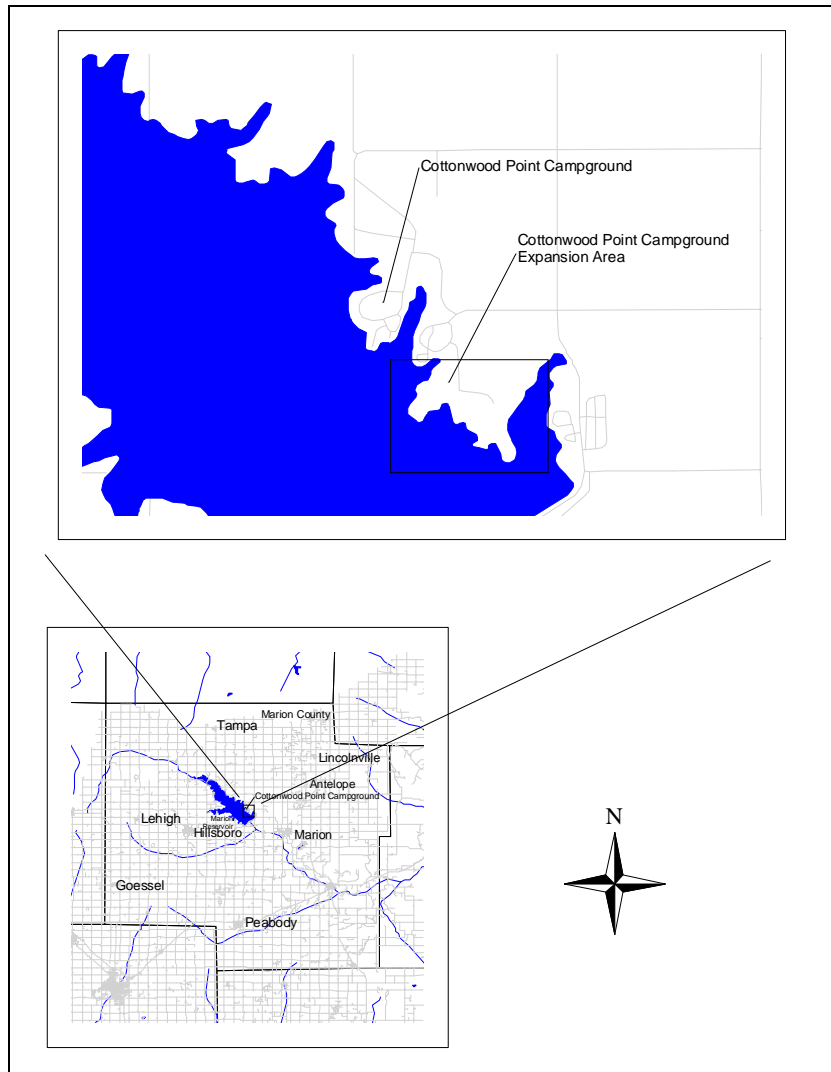 Cottonwood Point Campground
Cottonwood Point Campground
Expansion Area
Marion County
Tampa
Lincolnville
Antelope
Cottonwood Point Campground
Lehigh
Marion
Reservoir
Hillsboro
Marion
Goessel
Peabody
N